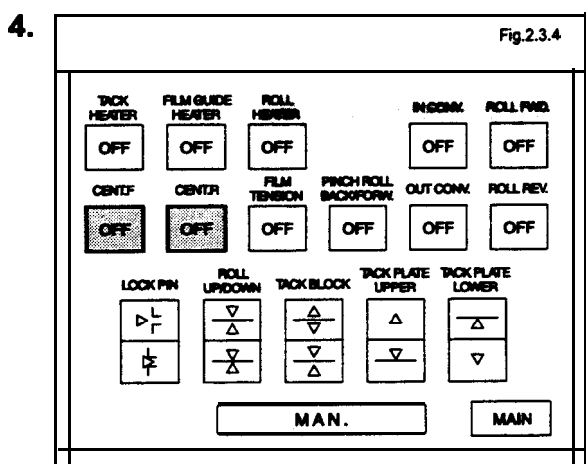 4.
Fig.2.3.4
TACK HEATER
FILM GUIDE HEATER
ROLL HEATER
IN CONV.
ROLL FWD.
OFF OFF OFF OFF OFF
CENT.F
CENT.R
FILM TENSION
PINCH ROLL BACK/FORW.
OUT CONV.
ROLL REV.
OFF OFF OFF OFF OFF OFF
LOCK PIN
ROLL UP/DOWN
TACK BLOCK
TACK PLATE UPPER
TACK PLATE LOWER
MAN.
MAIN